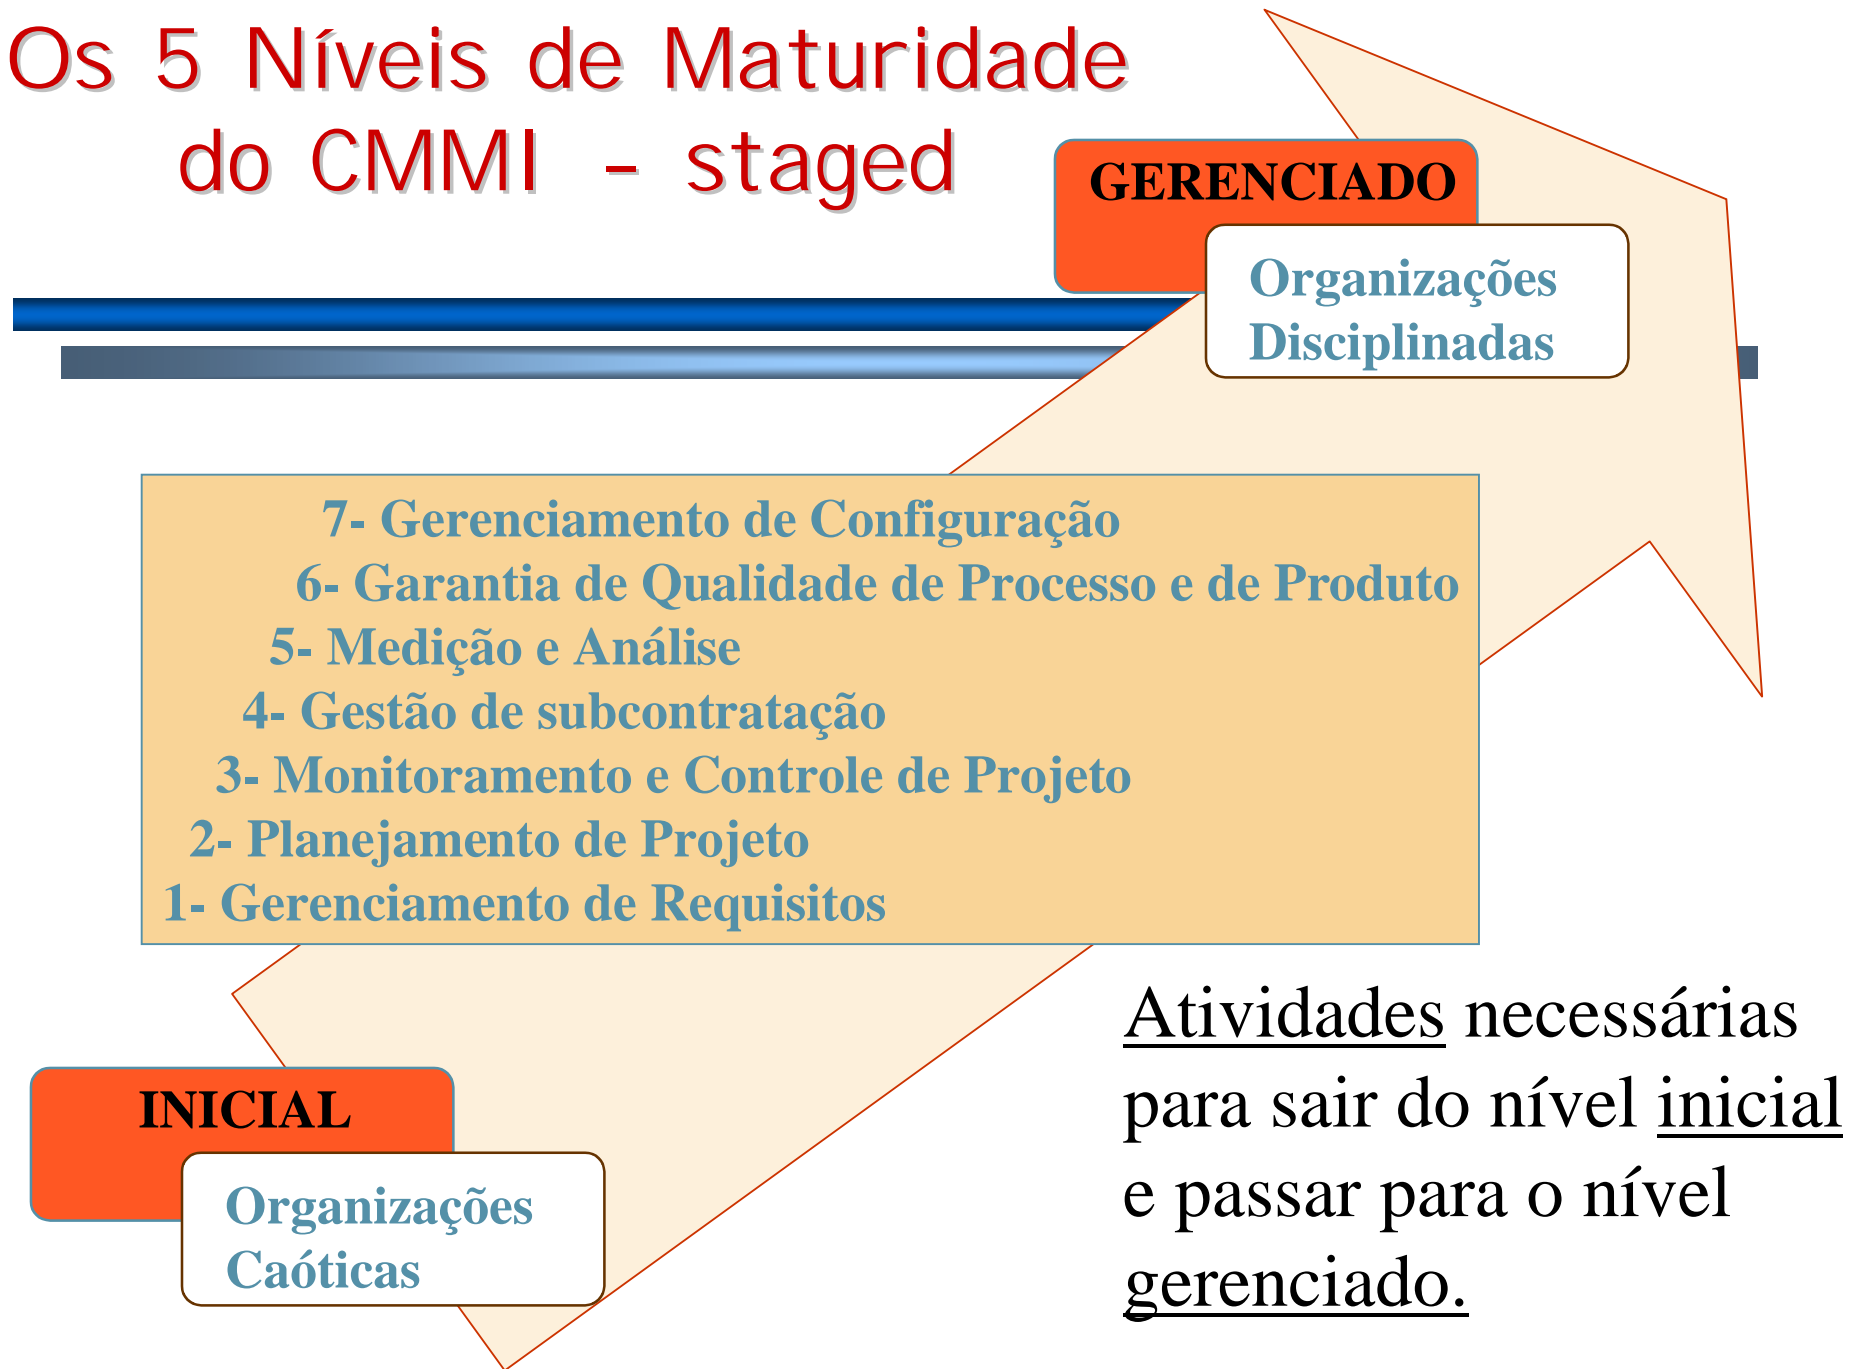 Os 5 Níveis de Maturidade
do CMMI - staged
GERENCIADO
Organizações
Disciplinadas
7- Gerenciamento de Configuração
6- Garantia de Qualidade de Processo e de Produto
5- Medição e Análise
4- Gestão de subcontratação
3- Monitoramento e Controle de Projeto
2- Planejamento de Projeto
1- Gerenciamento de Requisitos
INICIAL
Organizações
Caóticas
Atividades necessárias
para sair do nível inicial
e passar para o nível
gerenciado.